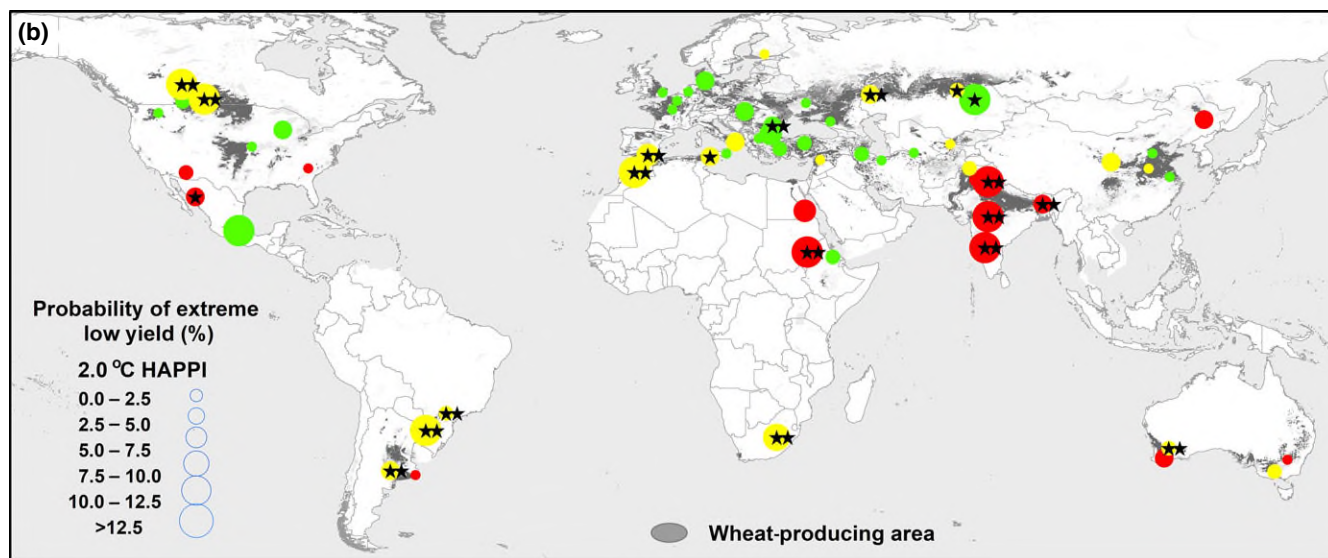 (b)
Probability of extreme
low yield (%)
2.0 ºC HAPPI
0.0 – 2.5
2.5 – 5.0
5.0 – 7.5
7.5 – 10.0
10.0 – 12.5
>12.5
Wheat-producing area